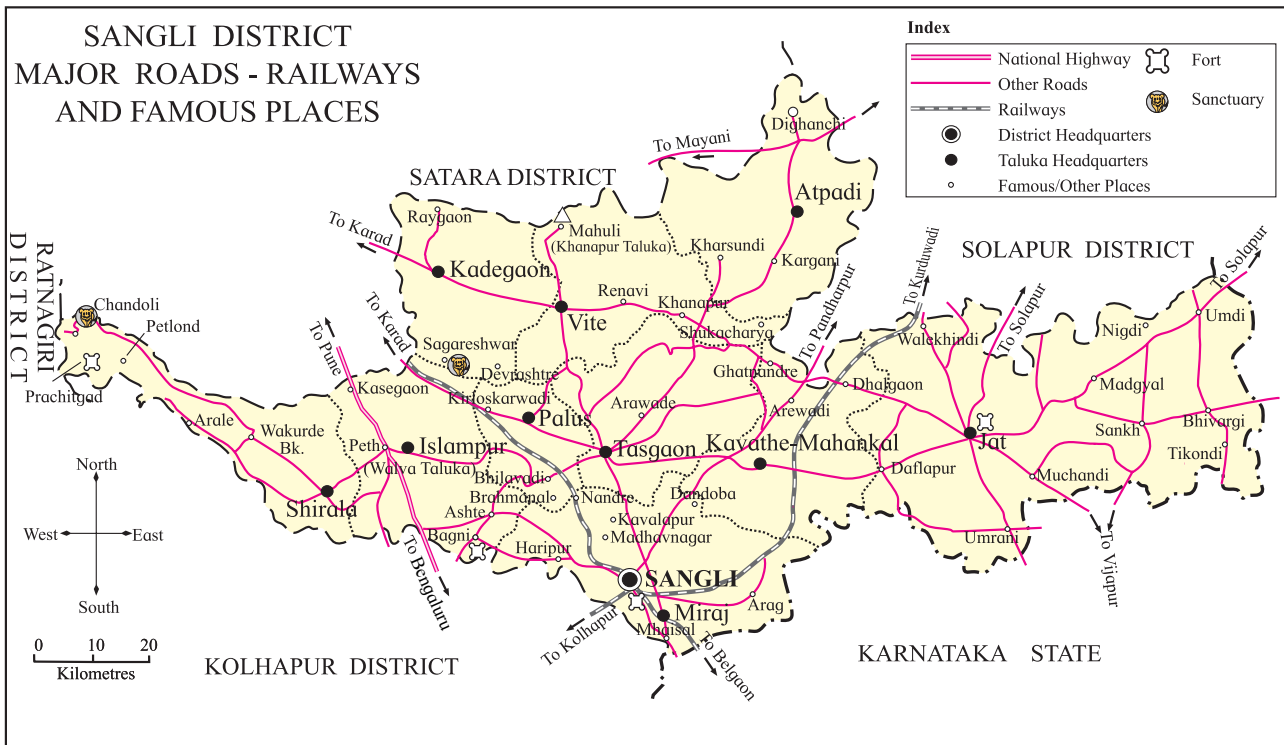 SANGLI DISTRICT
MAJOR ROADS - RAILWAYS
AND FAMOUS PLACES
Index
National Highway
Other Roads
Railways
District Headquarters
Taluka Headquarters
Famous/Other Places
Fort
Sanctuary
Dighanchi
To Mayani
SATARA DISTRICT
Atpadi
Raygaon
Mahuli
(Khanapur Taluka)
Kharsundi
Kargani
SOLAPUR DISTRICT
To Karad
Kadegaon
To Kurduwadi
To Solapur
To Solapur
RATNAGIRI
DISTRICT
Chandoli
Petlond
Prachitgad
Renavi
Khanapur
Vite
Shukacharya
To Pandharpur
Walekhindi
Nigdi
Umdi
To Pune
To Karad
Sagareshwar
Devrashtre
Ghatnandre
Dhalgaon
Madgyal
Kasegaon
Kirloskarwadi
Arawade
Arewadi
Palus
Bhivargi
Sankh
Jat
Arale
Wakurde
Bk.
Peth
Islampur
(Walva Taluka)
Tasgaon
Kavathe-Mahankal
Tikondi
Daflapur
Muchandi
Shirala
Bhilavadi
Brahmanal
Nandre
Dandoba
Ashte
Kavalapur
Madhavnagar
Bagni
Haripur
Umrani
To Vijapur
To Bengaluru
SANGLI
Arag
Miraj
Mhaisal
To Kolhapur
To Belgaon
KOLHAPUR DISTRICT
KARNATAKA STATE
North
West
East
South
0 10 20
Kilometres